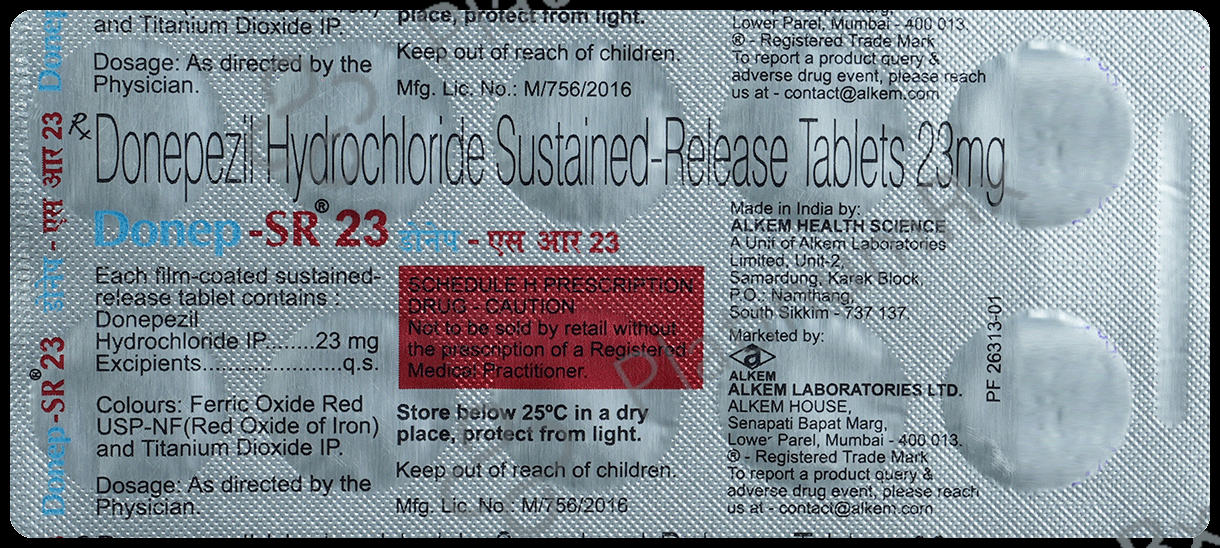 and Titanium Dioxide IP.
Dosage: As directed by the
Physician.
place, protect from light.
Keep out of reach of children.
Mfg. Lic. No.: M/756/2016
Lower Parel, Mumbai - 400 013.
® - Registered Trade Mark
To report a product query &
adverse drug event, please reach
us at - contact@alkem.com
Rx Donepezil Hydrochloride Sustained-Release Tablets 23mg
Donep-SR® 23 डोनेप - एस आर 23
Each film-coated sustained-
release tablet contains :
Donepezil
Hydrochloride IP........23 mg
Excipients.....................q.s.
Colours: Ferric Oxide Red
USP-NF(Red Oxide of Iron)
and Titanium Dioxide IP.
Dosage: As directed by the
Physician.
SCHEDULE H PRESCRIPTION
DRUG - CAUTION
Not to be sold by retail without
the prescription of a Registered
Medical Practitioner.
Store below 25ºC in a dry
place, protect from light.
Keep out of reach of children.
Mfg. Lic. No.: M/756/2016
Made in India by:
ALKEM HEALTH SCIENCE
A Unit of Alkem Laboratories
Limited, Unit-2,
Samardung, Karek Block,
P.O.: Namthang,
South Sikkim - 737 137.
Marketed by:
a
ALKEM
ALKEM LABORATORIES LTD.
ALKEM HOUSE,
Senapati Bapat Marg,
Lower Parel, Mumbai - 400 013.
® - Registered Trade Mark
To report a product query &
adverse drug event, please reach
us at - contact@alkem.com
PF 26313-01
Donep-SR® 23 डोनेप - एस आर 23
Donep